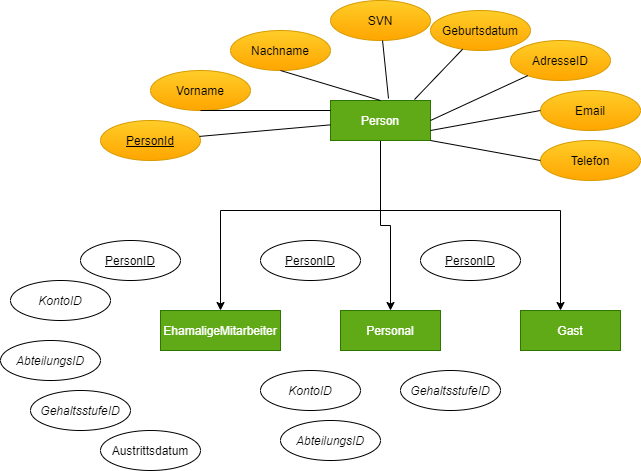 SVN
Geburtsdatum
Nachname
AdresseID
Vorname
Email
Person
PersonId
Telefon
PersonID
PersonID
PersonID
KontoID
EhamaligeMitarbeiter
Personal
Gast
AbteilungsID
KontoID
GehaltsstufeID
GehaltsstufeID
AbteilungsID
Austrittsdatum